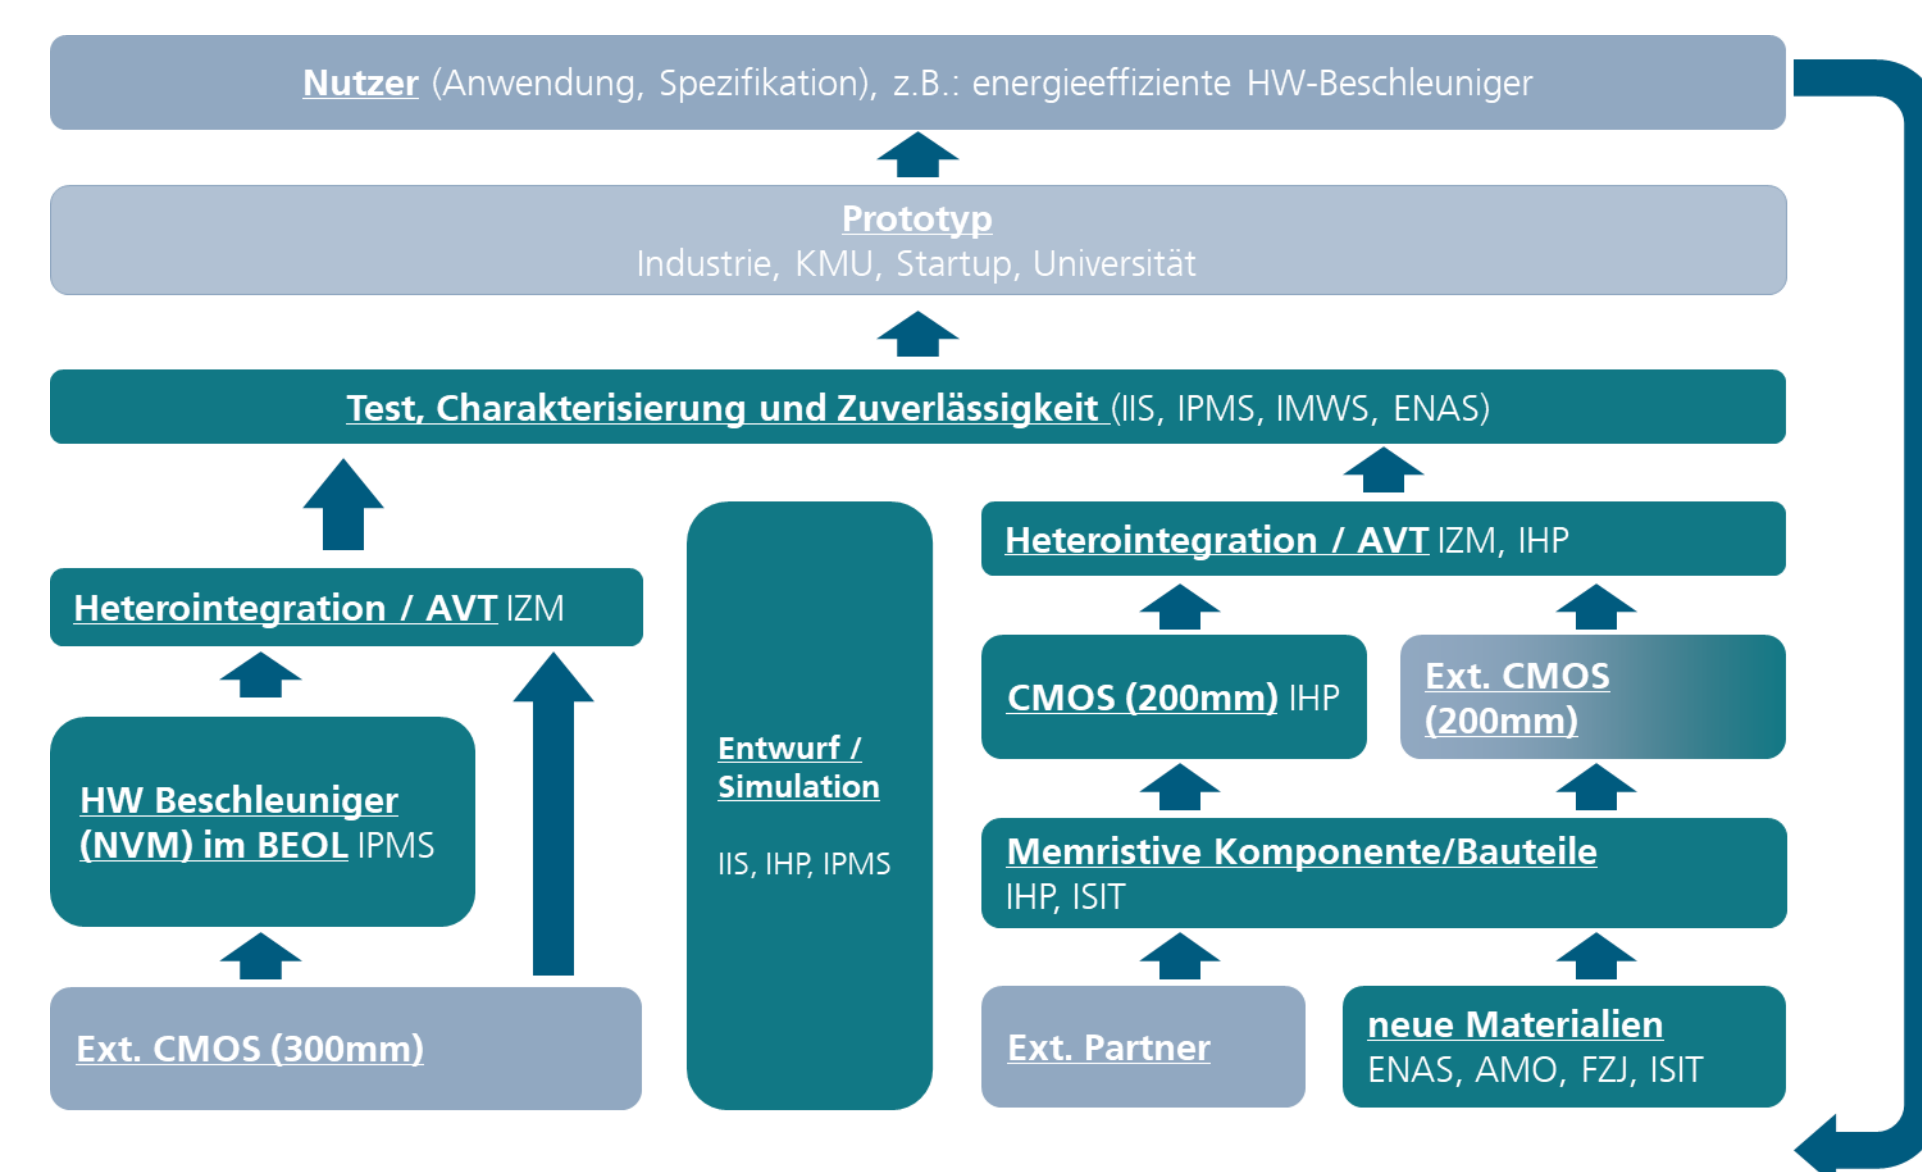 Nutzer (Anwendung, Spezifikation), z.B.: energieeffiziente HW-Beschleuniger
Prototyp
Industrie, KMU, Startup, Universität
Test, Charakterisierung und Zuverlässigkeit (IIS, IPMS, IMWS, ENAS)
Heterointegration / AVT IZM
HW Beschleuniger
(NVM) im BEOL IPMS
Ext. CMOS (300mm)
Entwurf /
Simulation
IIS, IHP, IPMS
Heterointegration / AVT IZM, IHP
CMOS (200mm) IHP
Ext. CMOS
(200mm)
Memristive Komponente/Bauteile
IHP, ISIT
Ext. Partner
neue Materialien
ENAS, AMO, FZJ, ISIT